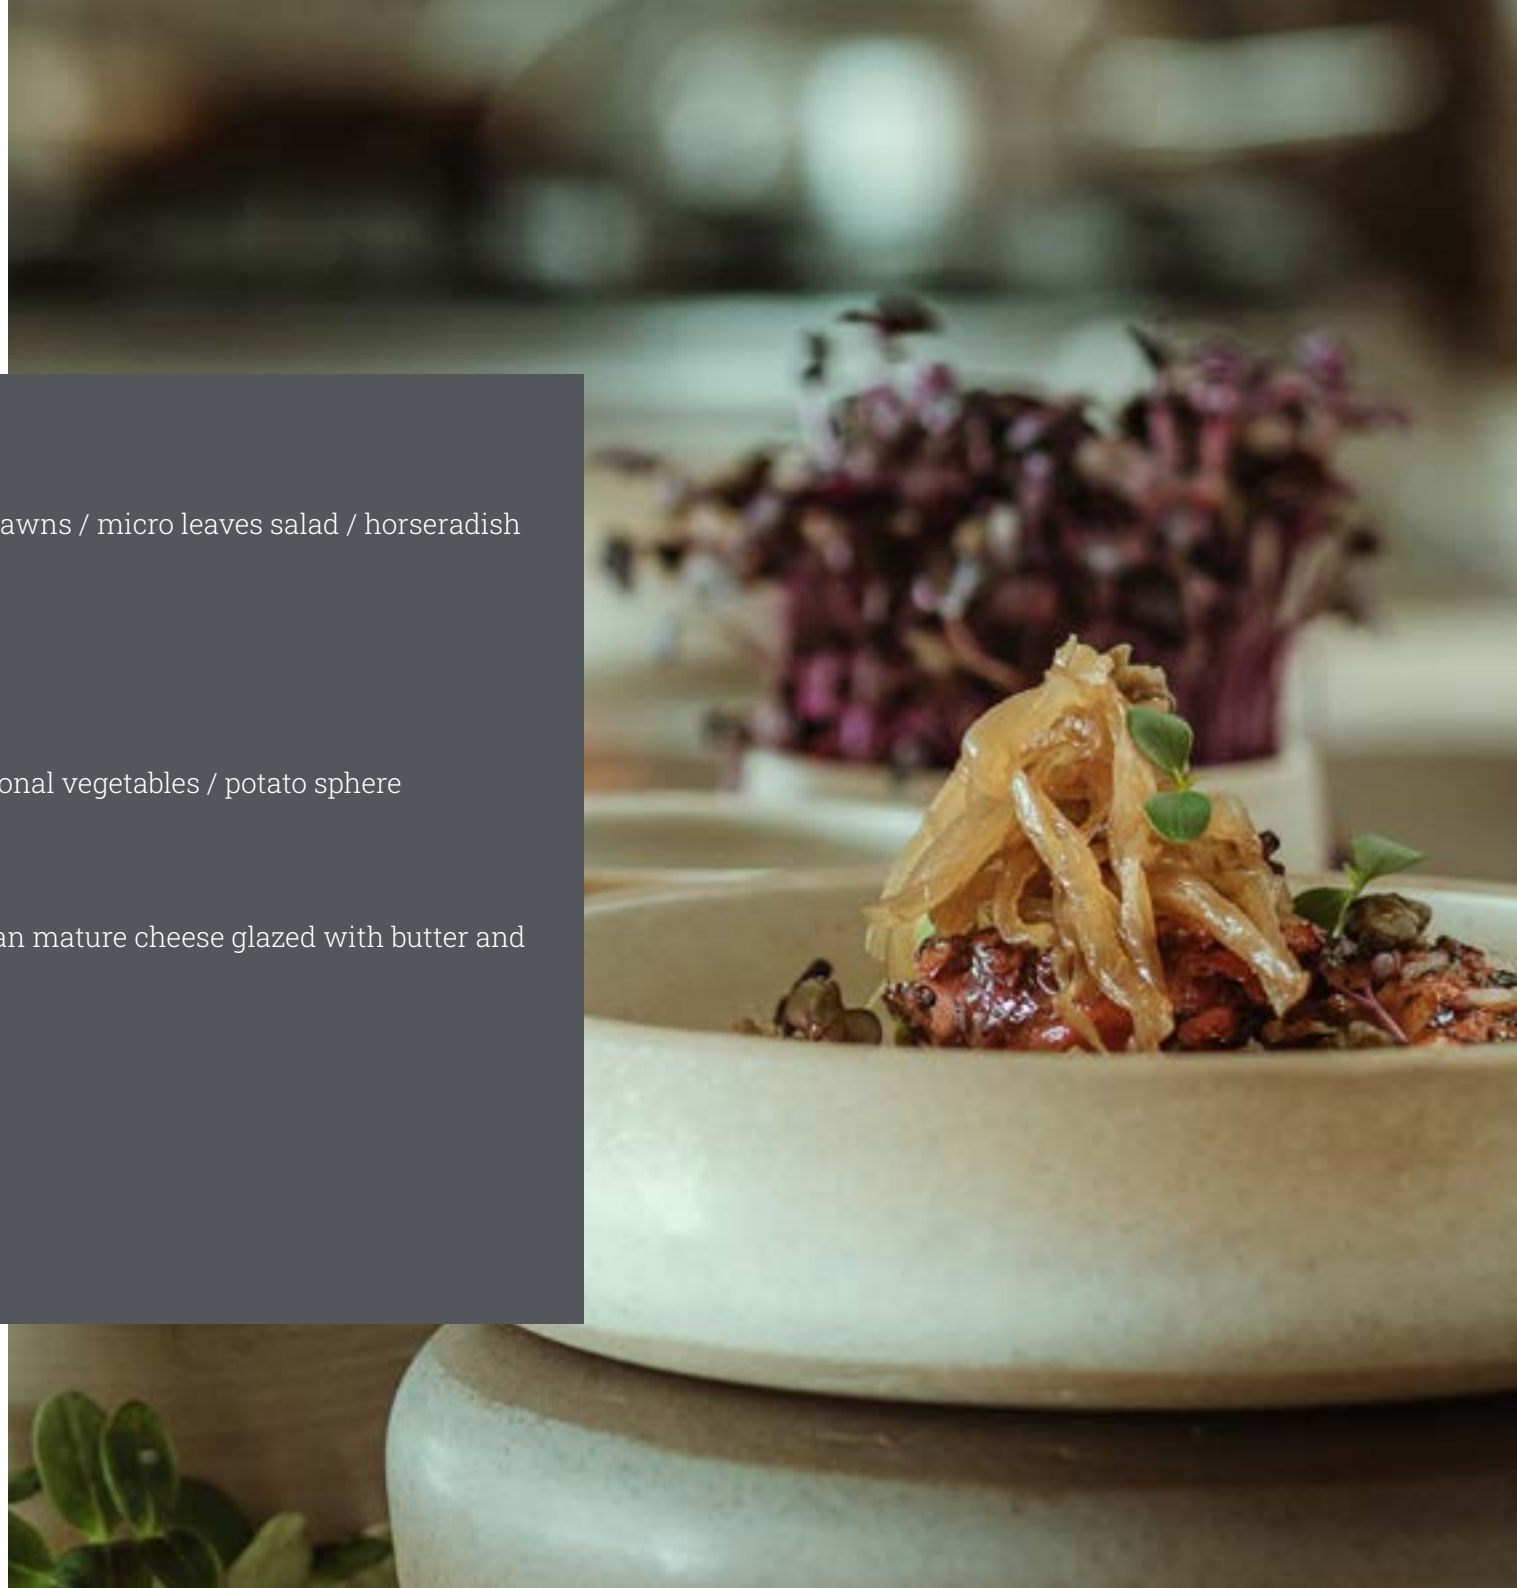 awns / micro leaves salad / horseradish
onal vegetables / potato sphere
an mature cheese glazed with butter and